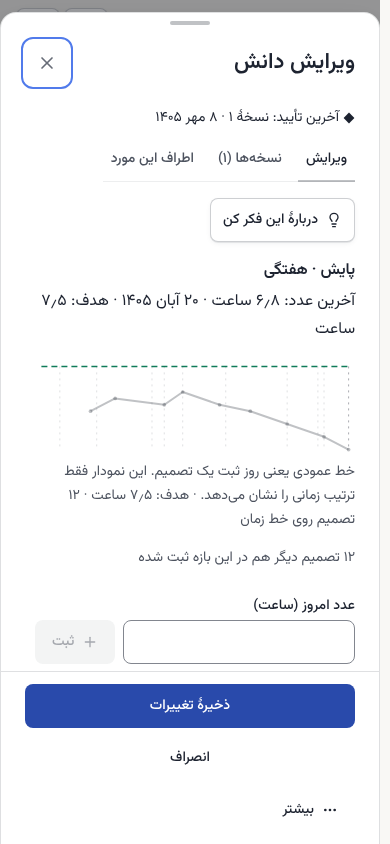 ویرایش دانش
◆ آخرین تأیید: نسخهٔ ۱ · ۸ مهر ۱۴۰۵
ویرایش
نسخه‌ها (۱)
اطراف این مورد
دربارهٔ این فکر کن
پایش · هفتگی
آخرین عدد: ۶٫۸ ساعت · ۲۰ آبان ۱۴۰۵ · هدف: ۷٫۵
ساعت
خط عمودی یعنی روز ثبت یک تصمیم. این نمودار فقط
ترتیب زمانی را نشان می‌دهد. · هدف: ۷٫۵ ساعت · ۱۲
تصمیم روی خط زمان
۱۲ تصمیم دیگر هم در این بازه ثبت شده
عدد امروز (ساعت)
+ ثبت
ذخیرهٔ تغییرات
انصراف
··· بیشتر